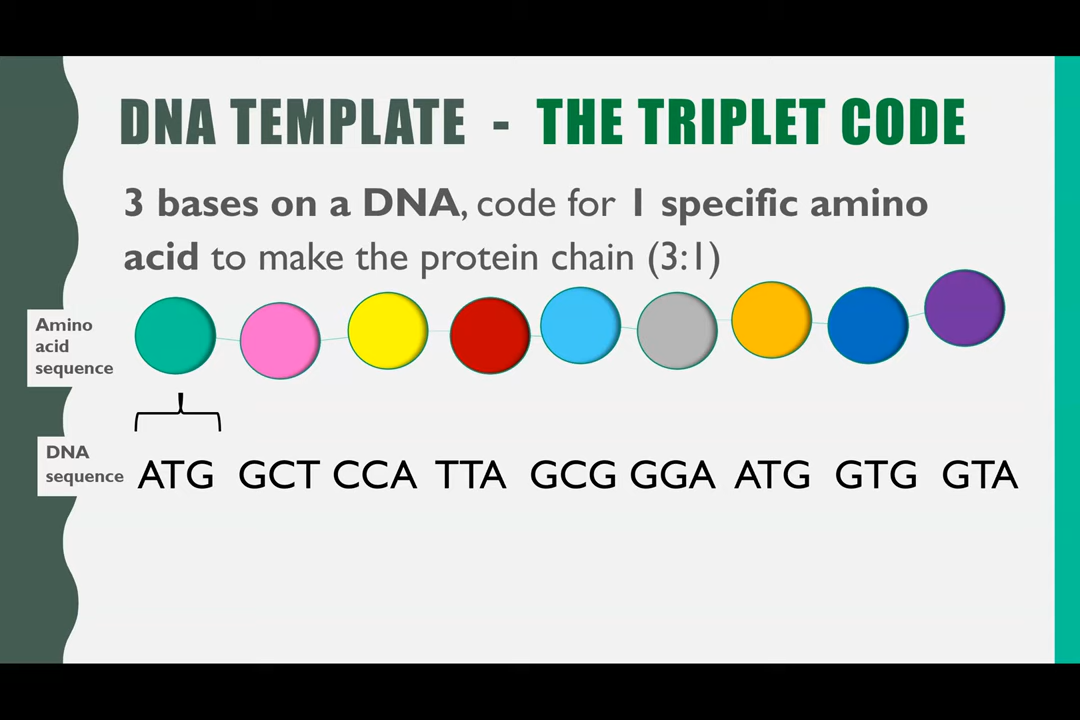 DNA TEMPLATE - THE TRIPLET CODE
3 bases on a DNA, code for 1 specific amino
acid to make the protein chain (3:1)
Amino
acid
sequence
DNA
sequence
ATG GCT CCA TTA GCG GGA ATG GTG GTA